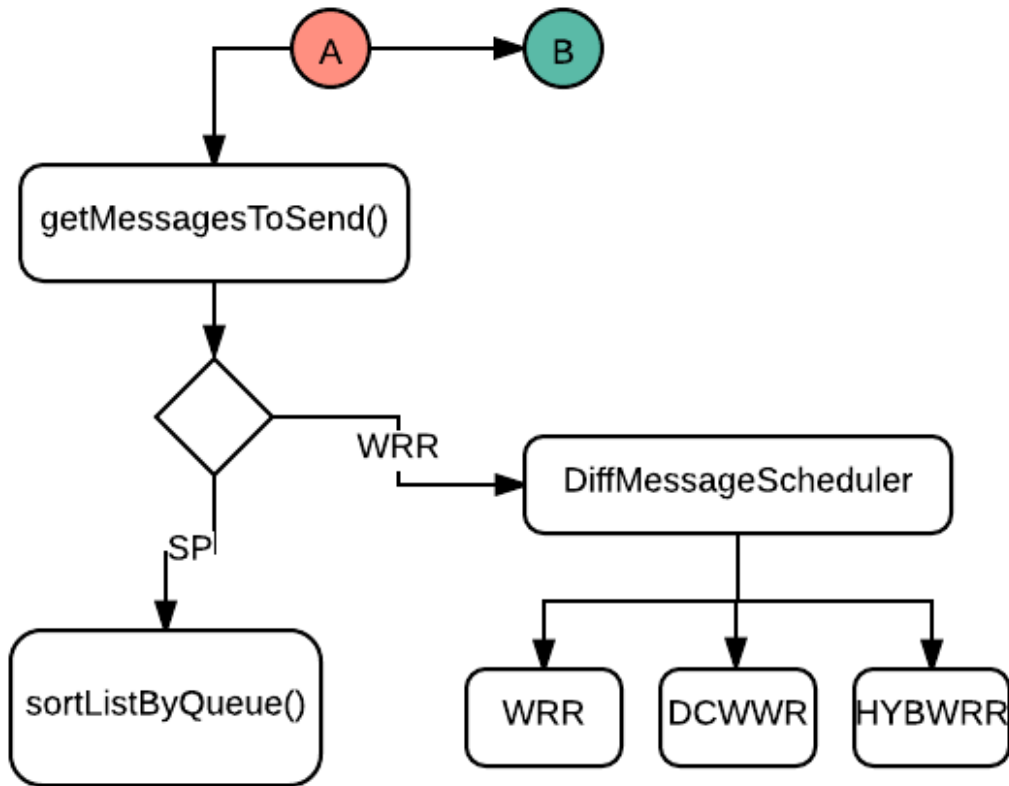 A
B
getMessagesToSend()
WRR
DiffMessageScheduler
SP
sortListByQueue()
WRR
DCWWR
HYBWRR